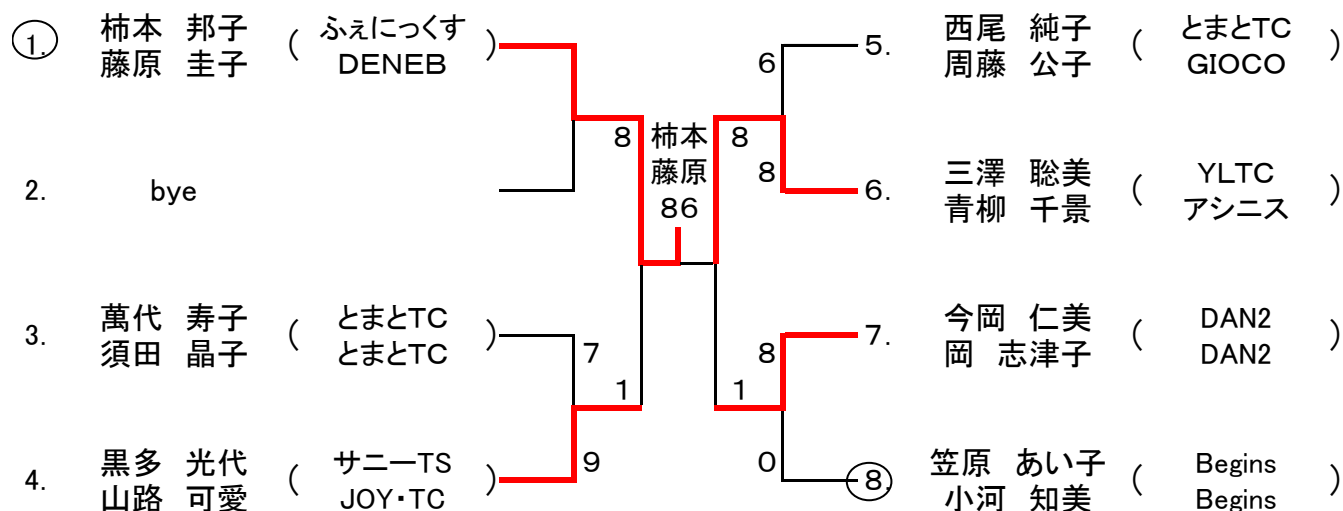 1. 柿本 邦子 ( ふぇにっくす )
藤原 圭子 DENEB
2. bye
3. 萬代 寿子 ( とまとTC )
須田 晶子 とまとTC
4. 黒多 光代 ( サニーTS )
山路 可愛 JOY・TC
7
9
8
1
柿本
藤原
86
8
1
6
8
8
0
5. 西尾 純子 ( とまとTC )
周藤 公子 GIOCO
6. 三澤 聡美 ( YLTC )
青柳 千景 アシニス
7. 今岡 仁美 ( DAN2 )
岡 志津子 DAN2
8. 笠原 あい子 ( Begins )
小河 知美 Begins